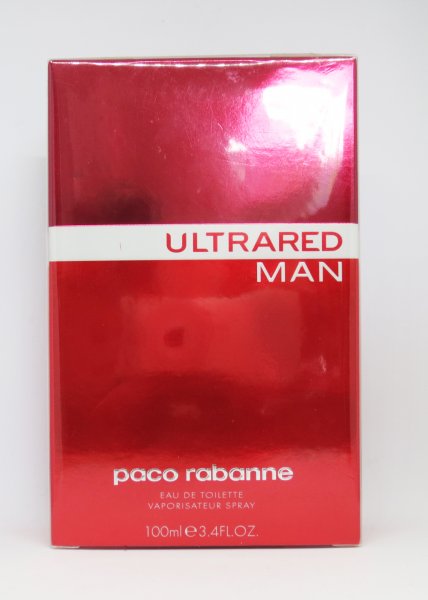 ULTRARED
MAN
paco rabanne
EAU DE TOILETTE
VAPORISATEUR SPRAY
100ml ℮ 3.4FL.OZ.